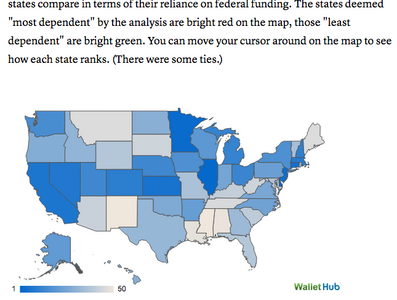 states compare in terms of their reliance on federal funding. The states deemed
"most dependent" by the analysis are bright red on the map, those "least
dependent" are bright green. You can move your cursor around on the map to see
how each state ranks. (There were some ties.)
1 50
WalletHub